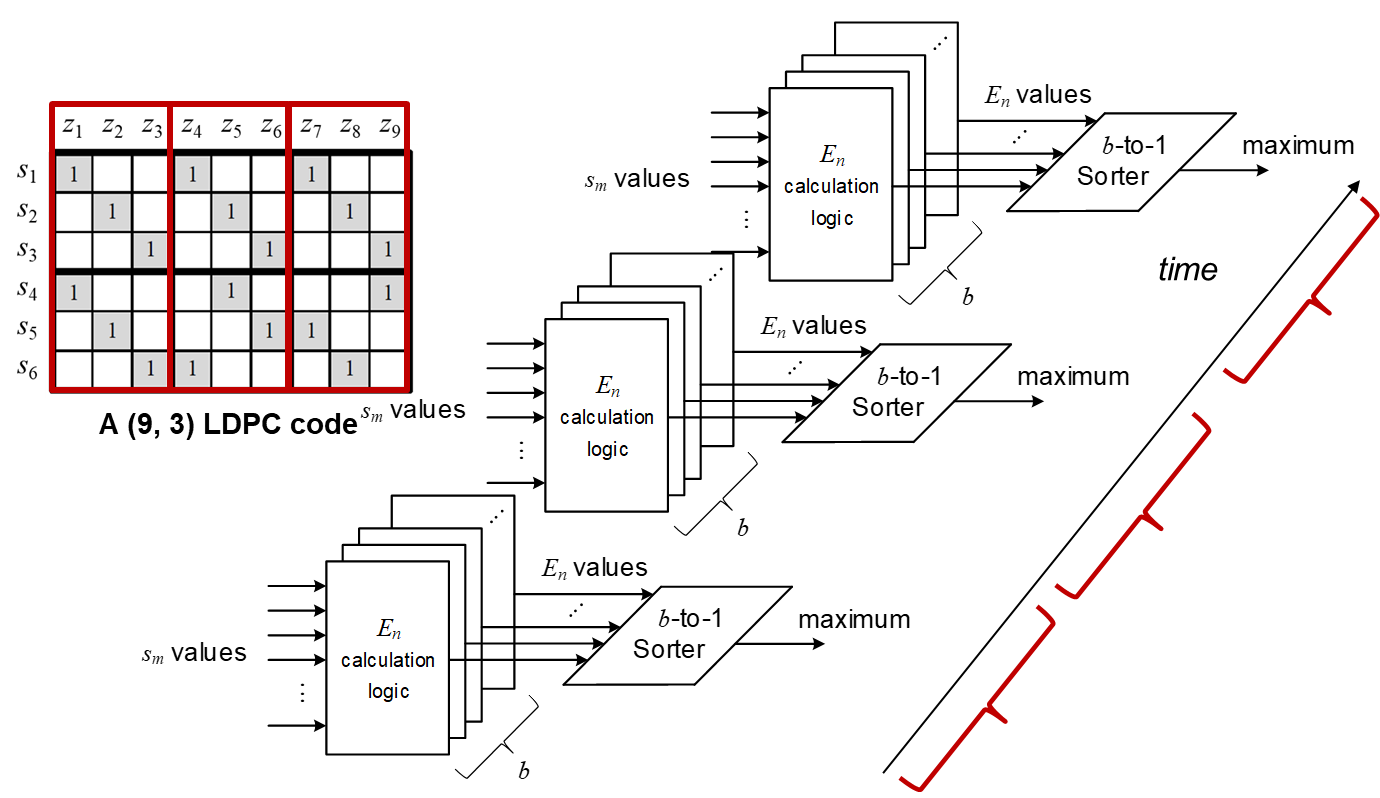 z1 z2 z3 z4 z5 z6 z7 z8 z9
s1 1 1 1
s2 1 1 1
s3 1 1 1
s4 1 1 1
s5 1 1 1
s6 1 1 1
A (9, 3) LDPC code
sm values
En
calculation
logic
...
b
En values
...
b-to-1
Sorter
maximum
time
sm values
En
calculation
logic
...
b
En values
...
b-to-1
Sorter
maximum
sm values
En
calculation
logic
...
b
En values
...
b-to-1
Sorter
maximum